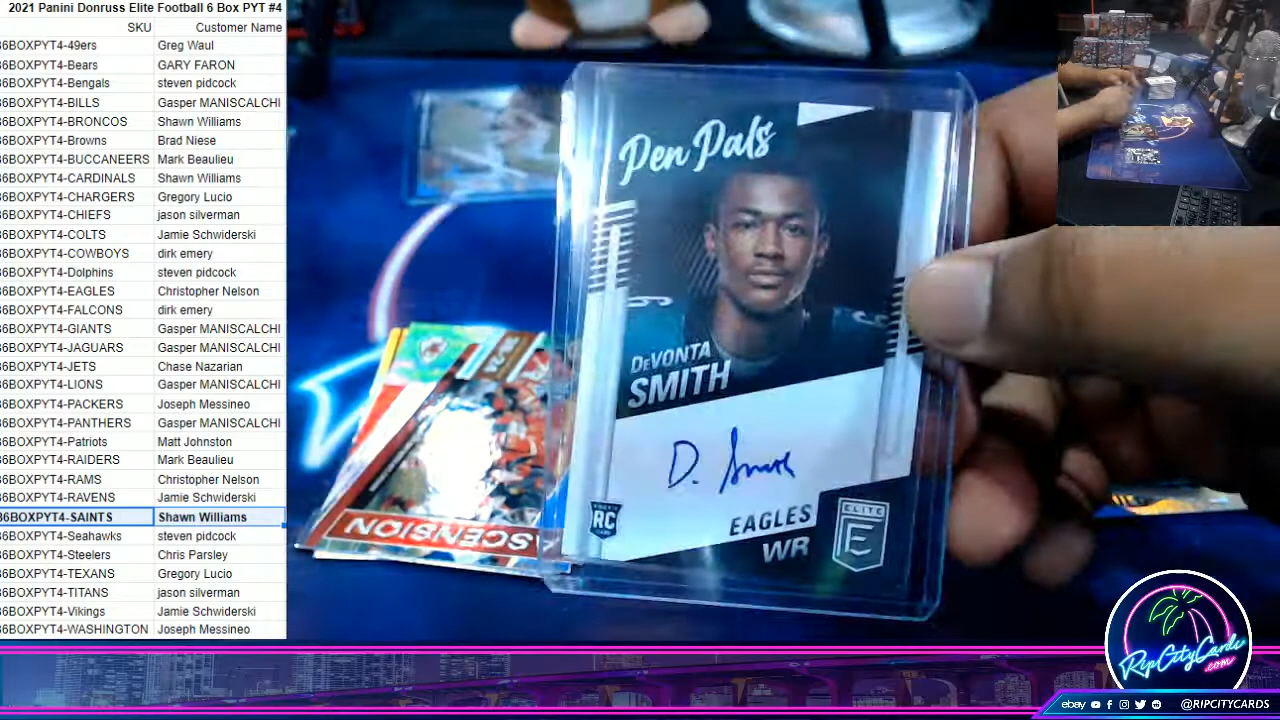 2021 Panini Donruss Elite Football 6 Box PYT #4
SKU Customer Name
6BOXPYT4-49ers Greg Waul
6BOXPYT4-Bears GARY FARON
6BOXPYT4-Bengals steven pidcock
6BOXPYT4-BILLS Gasper MANISCALCHI
6BOXPYT4-BRONCOS Shawn Williams
6BOXPYT4-Browns Brad Niese
6BOXPYT4-BUCCANEERS Mark Beaulieu
6BOXPYT4-CARDINALS Shawn Williams
6BOXPYT4-CHARGERS Gregory Lucio
6BOXPYT4-CHIEFS jason silverman
6BOXPYT4-COLTS Jamie Schwiderski
6BOXPYT4-COWBOYS dirk emery
6BOXPYT4-Dolphins steven pidcock
6BOXPYT4-EAGLES Christopher Nelson
6BOXPYT4-FALCONS dirk emery
6BOXPYT4-GIANTS Gasper MANISCALCHI
6BOXPYT4-JAGUARS Gasper MANISCALCHI
6BOXPYT4-JETS Chase Nazarian
6BOXPYT4-LIONS Gasper MANISCALCHI
6BOXPYT4-PACKERS Joseph Messineo
6BOXPYT4-PANTHERS Gasper MANISCALCHI
6BOXPYT4-Patriots Matt Johnston
6BOXPYT4-RAIDERS Mark Beaulieu
6BOXPYT4-RAMS Christopher Nelson
6BOXPYT4-RAVENS Jamie Schwiderski
6BOXPYT4-SAINTS Shawn Williams
6BOXPYT4-Seahawks steven pidcock
6BOXPYT4-Steelers Chris Parsley
6BOXPYT4-TEXANS Gregory Lucio
6BOXPYT4-TITANS jason silverman
6BOXPYT4-Vikings Jamie Schwiderski
6BOXPYT4-WASHINGTON Joseph Messineo
Pen Pals
DeVONTA
SMITH
D. Smith
RC
EAGLES
WR
ELITE
E
SCENSION
RipCityCards
.com
ebay @RIPCITYCARDS